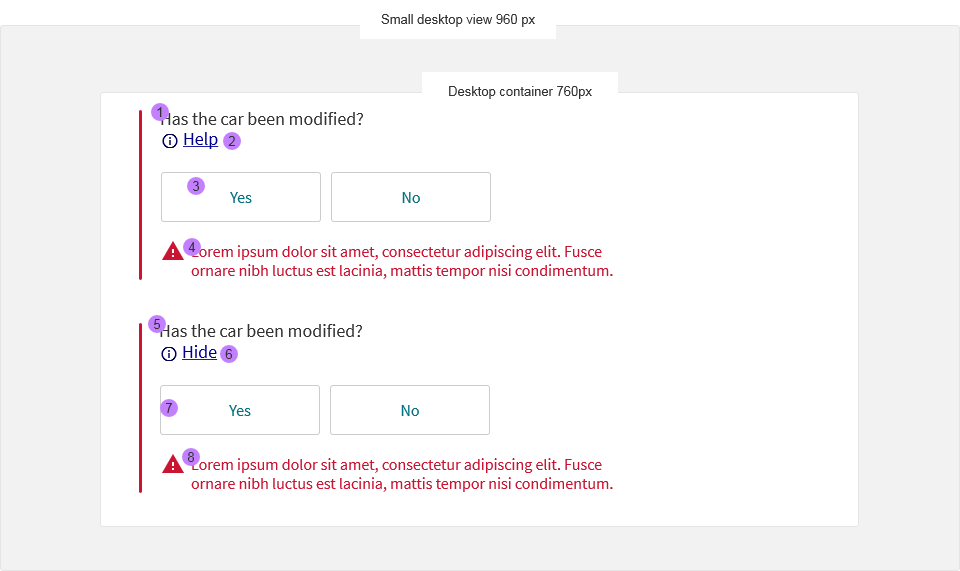 Small desktop view 960 px
Desktop container 760px
1
Has the car been modified?
Help 2
3
Yes
No
4
Lorem ipsum dolor sit amet, consectetur adipiscing elit. Fusce
ornare nibh luctus est lacinia, mattis tempor nisi condimentum.
5
Has the car been modified?
Hide 6
7
Yes
No
8
Lorem ipsum dolor sit amet, consectetur adipiscing elit. Fusce
ornare nibh luctus est lacinia, mattis tempor nisi condimentum.